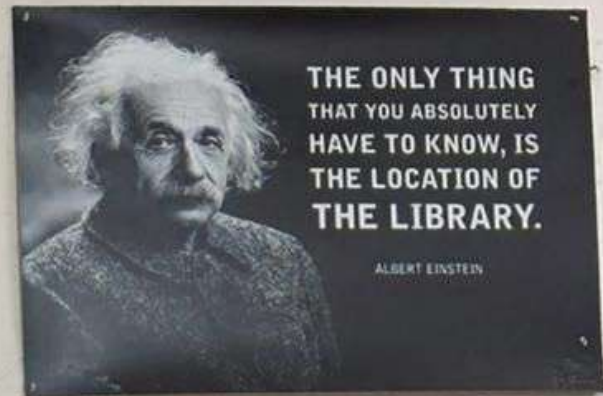 THE ONLY THING
THAT YOU ABSOLUTELY
HAVE TO KNOW, IS
THE LOCATION OF
THE LIBRARY.
ALBERT EINSTEIN